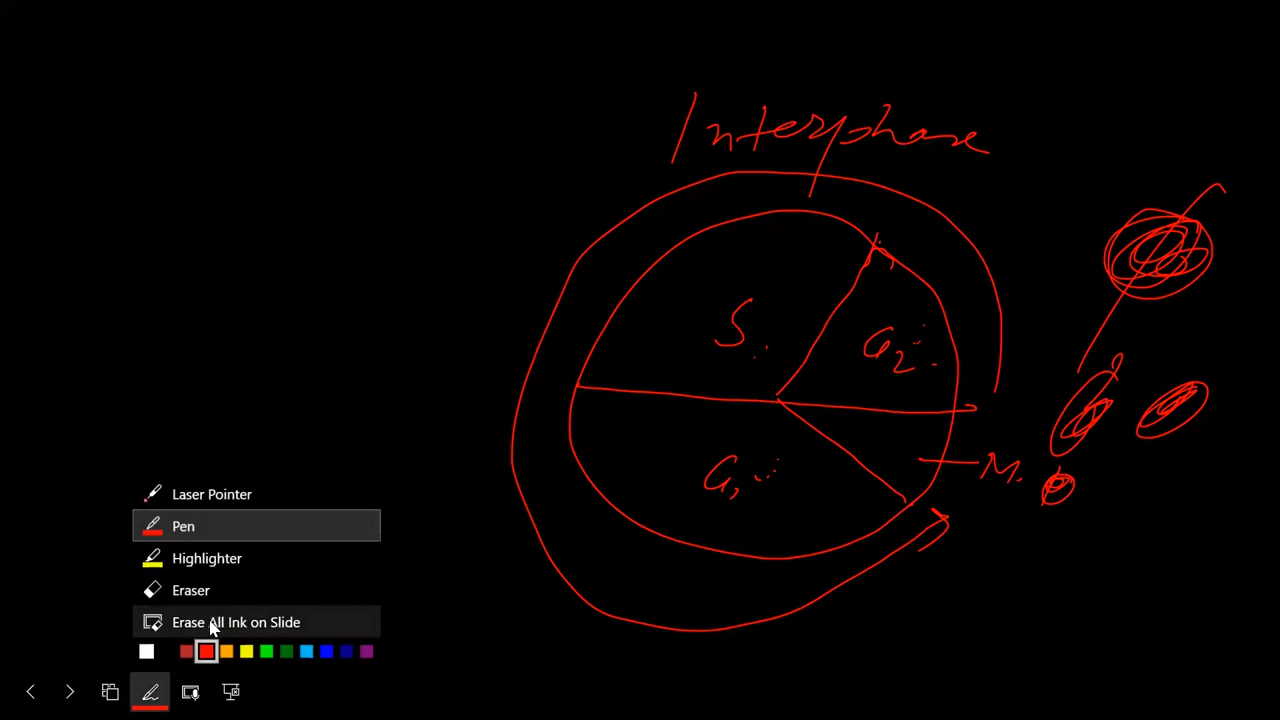 Interphase
S
G2
G1
M
Laser Pointer
Pen
Highlighter
Eraser
Erase All Ink on Slide